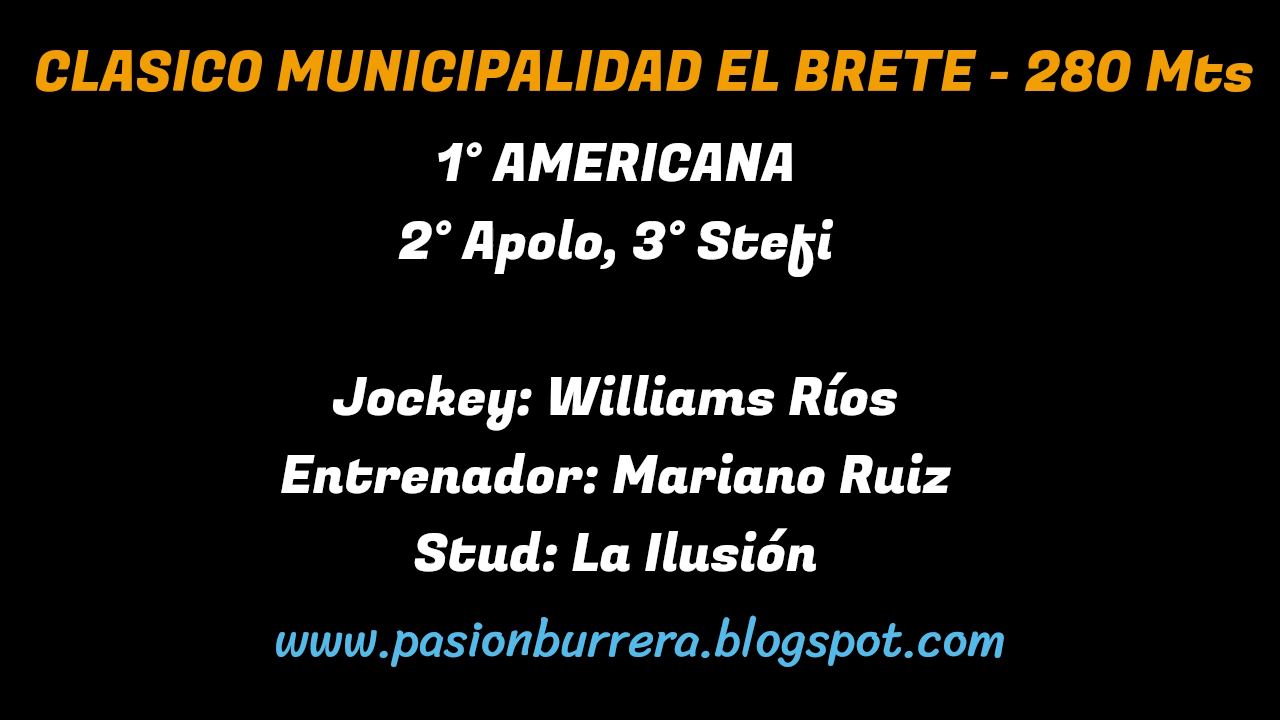 CLASICO MUNICIPALIDAD EL BRETE - 280 Mts
1° AMERICANA
2° Apolo, 3° Stefi
Jockey: Williams Ríos
Entrenador: Mariano Ruiz
Stud: La Ilusión
www.pasionburrera.blogspot.com